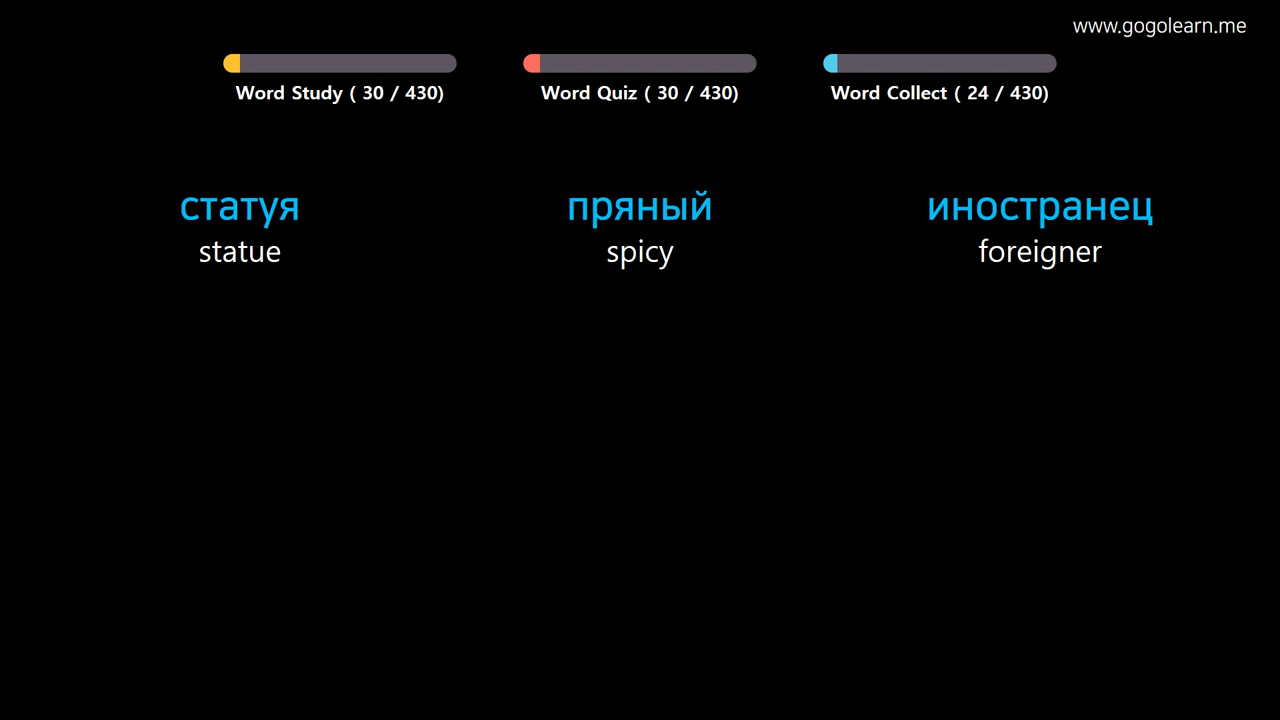 www.gogolearn.me
Word Study ( 30 / 430)
Word Quiz ( 30 / 430)
Word Collect ( 24 / 430)
статуя
statue
пряный
spicy
иностранец
foreigner